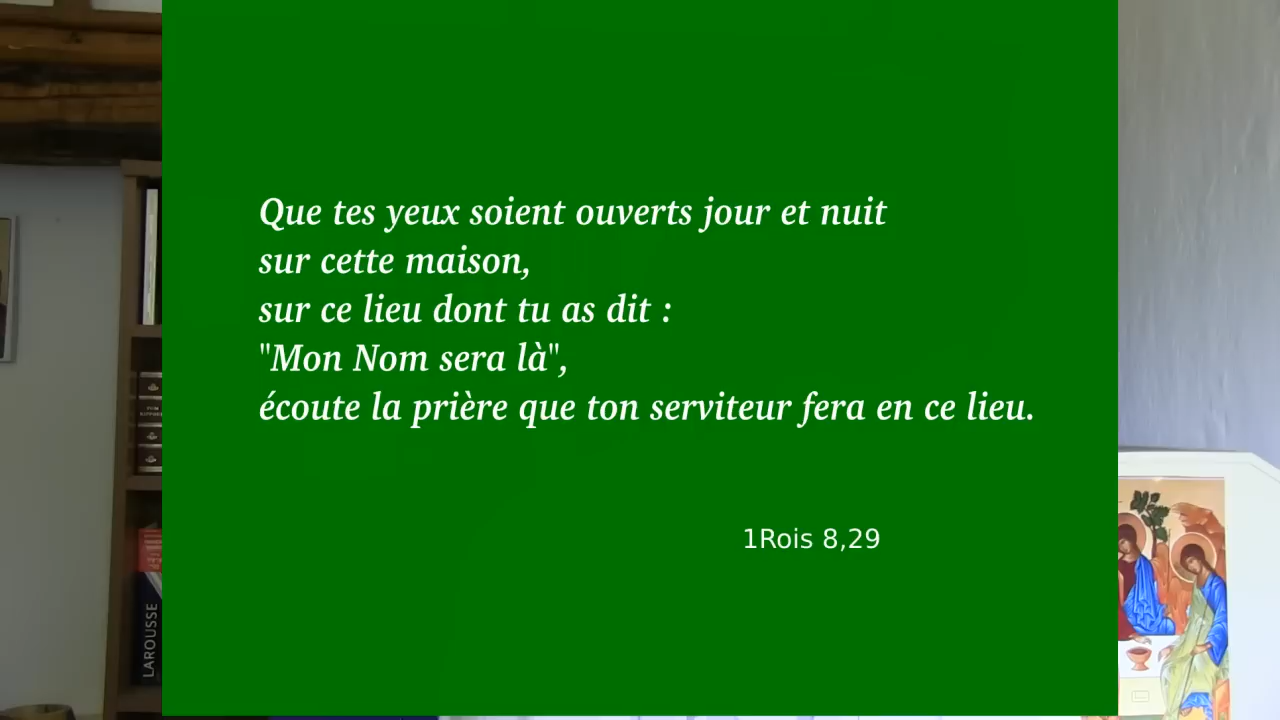 Que tes yeux soient ouverts jour et nuit
sur cette maison,
sur ce lieu dont tu as dit :
"Mon Nom sera là",
écoute la prière que ton serviteur fera en ce lieu.
1Rois 8,29
LAROUSSE